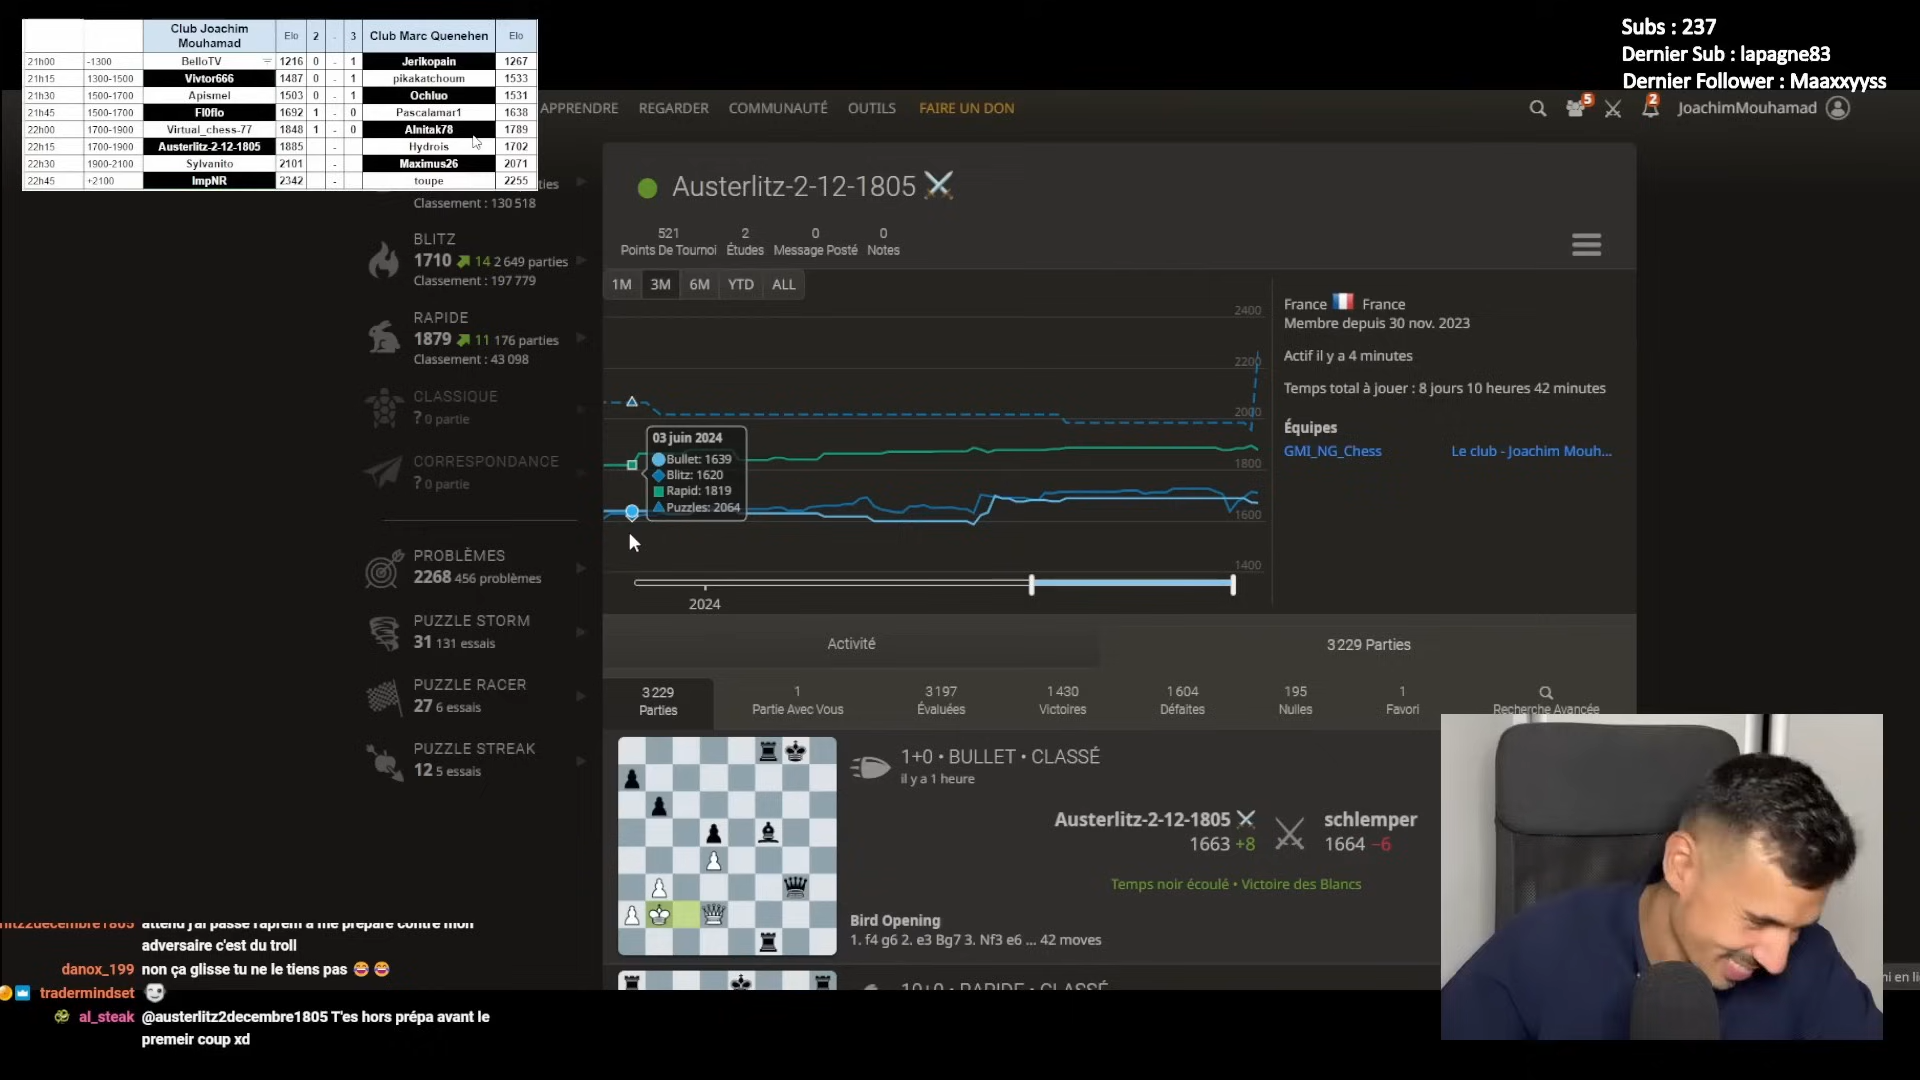 Club Joachim Mouhamad Elo 2 - 3 Club Marc Quenehen Elo
21h00 -1300 BelloTV 1216 0 - 1 Jerikopain 1267
21h15 1300-1500 Vivtor666 1487 0 - 1 pikakatchoum 1533
21h30 1500-1700 Apismel 1503 0 - 1 Ochluo 1531
21h45 1500-1700 Fl0flo 1692 1 - 0 Pascalamar1 1638
22h00 1700-1900 Virtual_chess-77 1848 1 - 0 Alnitak78 1789
22h15 1700-1900 Austerlitz-2-12-1805 1885 - Hydrois 1702
22h30 1900-2100 Sylvanito 2101 - Maximus26 2071
22h45 +2100 ImpNR 2342 - toupe 2255
Subs : 237
Dernier Sub : lapagne83
Dernier Follower : Maaxxyyss
APPRENDRE REGARDER COMMUNAUTÉ OUTILS FAIRE UN DON
5 2 JoachimMouhamad
Classement : 130 518
BLITZ
1710 14 2 649 parties
Classement : 197 779
RAPIDE
1879 11 176 parties
Classement : 43 098
CLASSIQUE
? 0 partie
CORRESPONDANCE
? 0 partie
PROBLÈMES
2268 456 problèmes
PUZZLE STORM
31 131 essais
PUZZLE RACER
27 6 essais
PUZZLE STREAK
12 5 essais
Austerlitz-2-12-1805
521 2 0 0
Points De Tournoi Études Message Posté Notes
1M 3M 6M YTD ALL
2400
2200
2000
1800
1600
1400
03 juin 2024
Bullet: 1639
Blitz: 1620
Rapid: 1819
Puzzles: 2064
2024
France France
Membre depuis 30 nov. 2023
Actif il y a 4 minutes
Temps total à jouer : 8 jours 10 heures 42 minutes
Équipes
GMI_NG_Chess Le club - Joachim Mouh...
Activité 3 229 Parties
3 229 1 3 197 1 430 1 604 195 1
Parties Partie Avec Vous Évaluées Victoires Défaites Nulles Favori Recherche Avancée
1+0 • BULLET • CLASSÉ
il y a 1 heure
Austerlitz-2-12-1805 schlemper
1663 +8 1664 −6
Temps noir écoulé • Victoire des Blancs
Bird Opening
1. f4 g6 2. e3 Bg7 3. Nf3 e6 ... 42 moves
10+0 • RAPIDE • CLASSÉ
attend j'ai passé l'aprem a me préparé contre mon
adversaire c'est du troll
danox_199 non ça glisse tu ne le tiens pas
tradermindset
al_steak @austerlitz2decembre1805 T'es hors prépa avant le
premeir coup xd